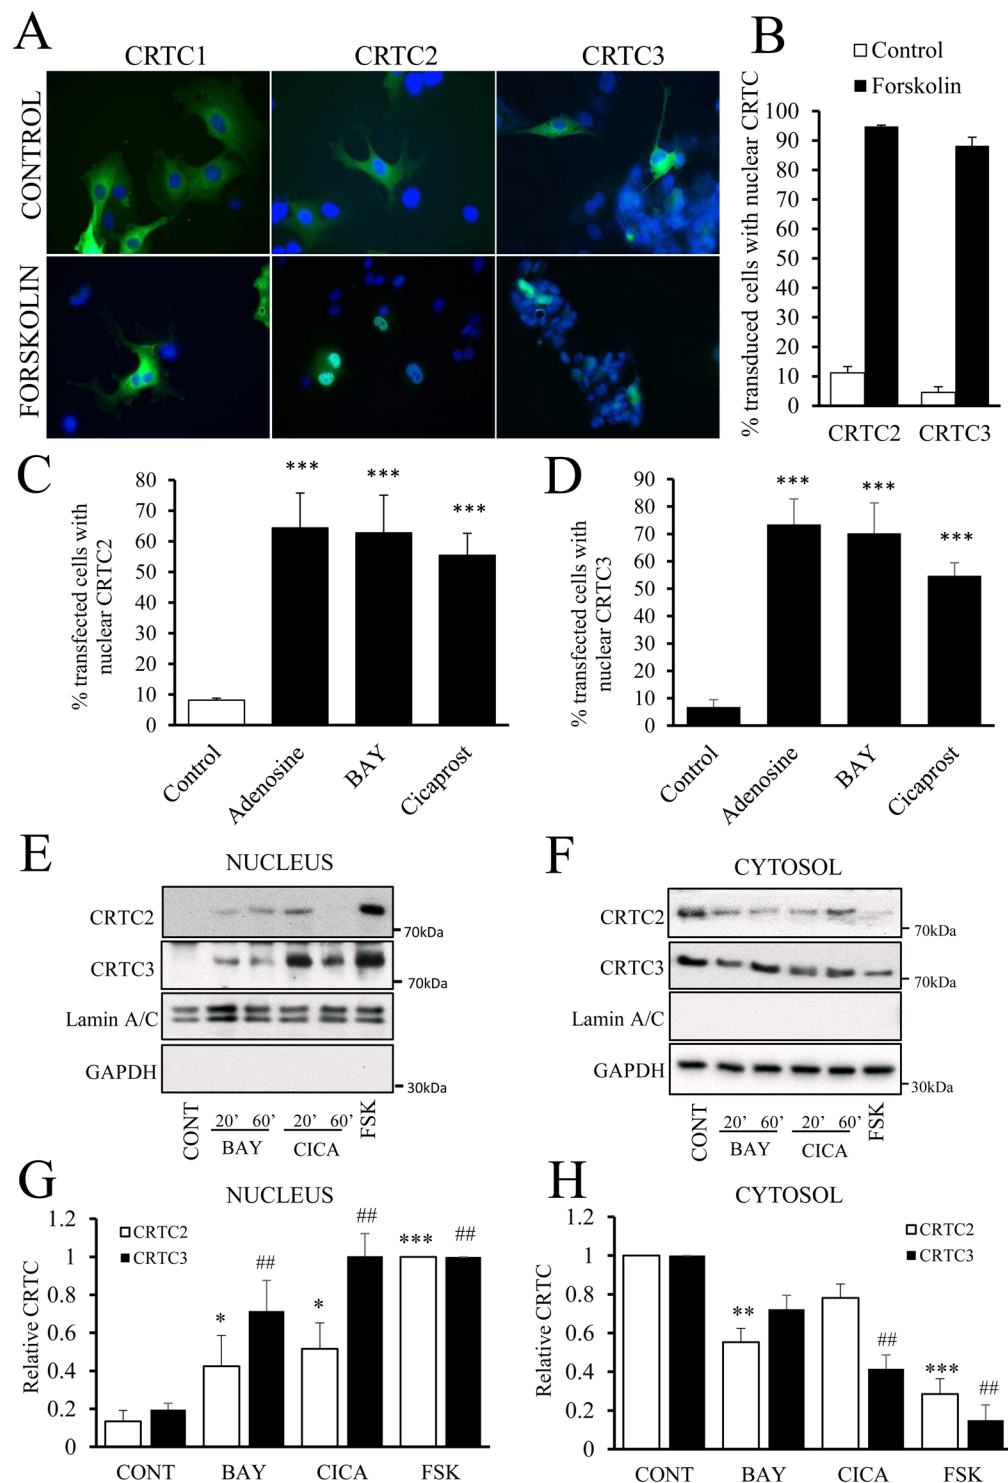 A
CRTC1 CRTC2 CRTC3
CONTROL
FORSKOLIN
B
Control
Forskolin
% transduced cells with nuclear CRTC
100
90
80
70
60
50
40
30
20
10
0
CRTC2 CRTC3
C
% transfected cells with
nuclear CRTC2
80
70
60
50
40
30
20
10
0
*** *** ***
Control Adenosine BAY Cicaprost
D
% transfected cells with
nuclear CRTC3
90
80
70
60
50
40
30
20
10
0
*** *** ***
Control Adenosine BAY Cicaprost
E
NUCLEUS
CRTC2
70kDa
CRTC3
70kDa
Lamin A/C
GAPDH
30kDa
CONT 20’ 60’ 20’ 60’ FSK
BAY CICA
F
CYTOSOL
CRTC2
70kDa
CRTC3
70kDa
Lamin A/C
GAPDH
30kDa
CONT 20’ 60’ 20’ 60’ FSK
BAY CICA
G
NUCLEUS
Relative CRTC
CRTC2
CRTC3
1.2
1
0.8
0.6
0.4
0.2
0
* ## * ## *** ##
CONT BAY CICA FSK
H
CYTOSOL
Relative CRTC
CRTC2
CRTC3
1.2
1
0.8
0.6
0.4
0.2
0
** ## *** ##
CONT BAY CICA FSK